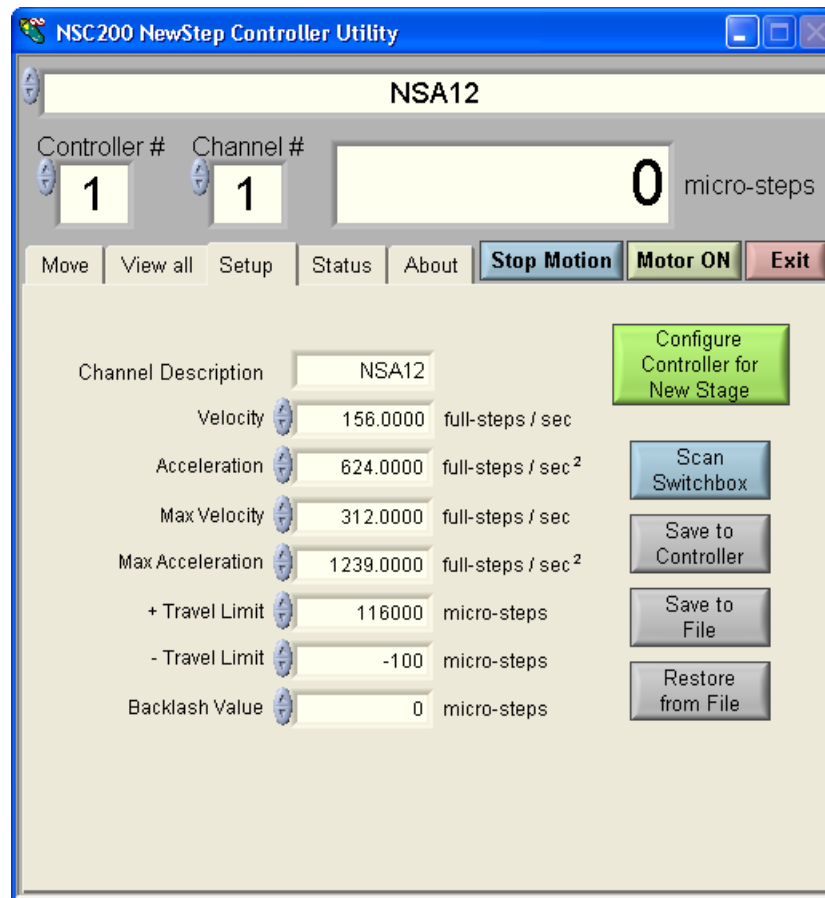 NSC200 NewStep Controller Utility
NSA12
Controller # Channel #
1 1 0 micro-steps
Move View all Setup Status About Stop Motion Motor ON Exit
Configure
Controller for
New Stage
Channel Description NSA12
Velocity 156.0000 full-steps / sec
Acceleration 624.0000 full-steps / sec²
Scan
Switchbox
Max Velocity 312.0000 full-steps / sec
Save to
Controller
Max Acceleration 1239.0000 full-steps / sec²
+ Travel Limit 116000 micro-steps
Save to
File
- Travel Limit -100 micro-steps
Restore
from File
Backlash Value 0 micro-steps